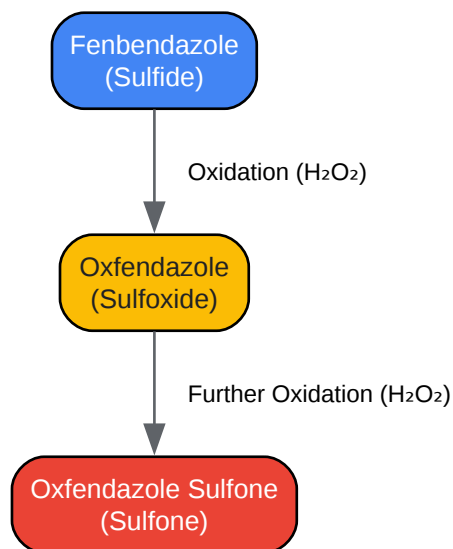 Fenbendazole
(Sulfide)
Oxidation (H₂O₂)
Oxfendazole
(Sulfoxide)
Further Oxidation (H₂O₂)
Oxfendazole Sulfone
(Sulfone)